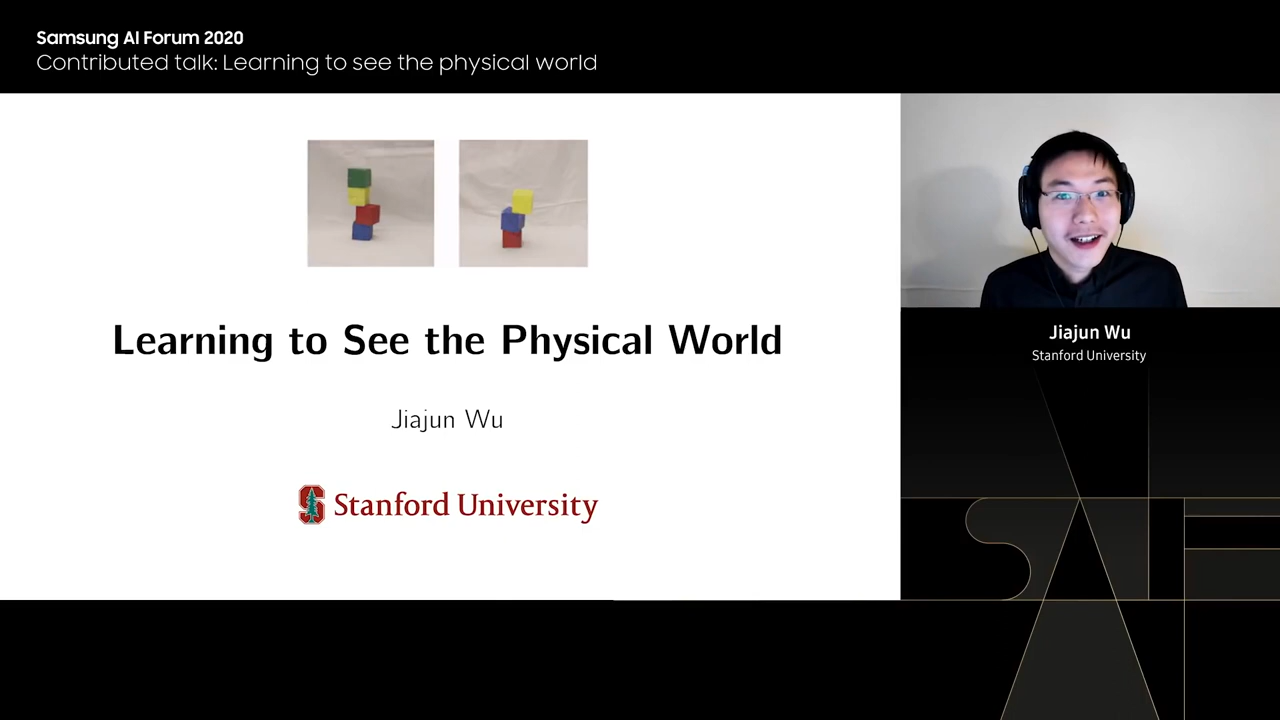 Samsung AI Forum 2020
Contributed talk: Learning to see the physical world
Learning to See the Physical World
Jiajun Wu
Stanford University
Jiajun Wu
Stanford University